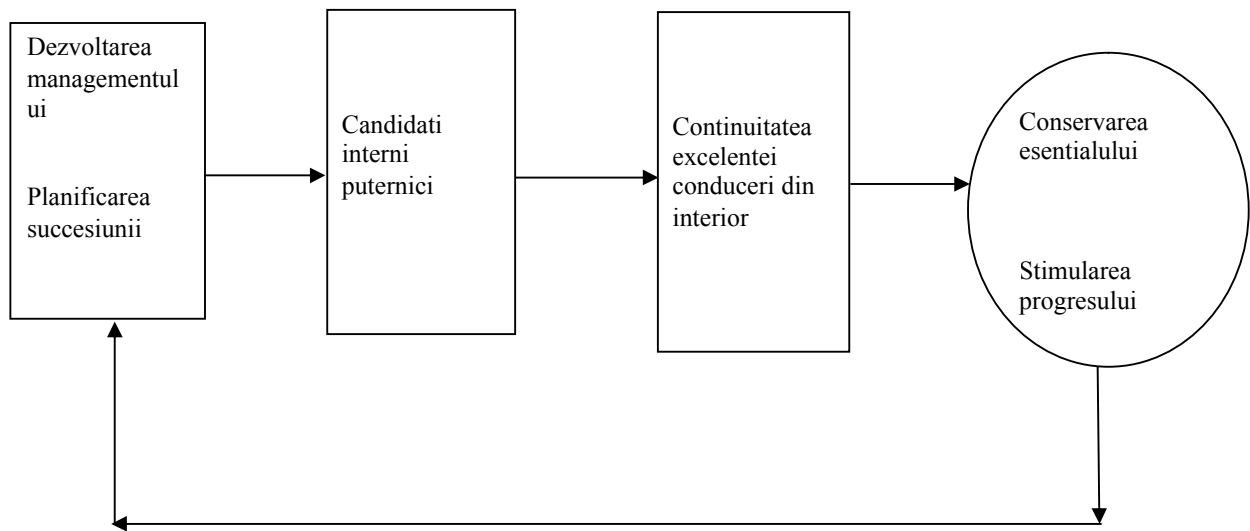 Dezvoltarea
managementul
ui
Planificarea
succesiunii
Candidati
interni
puternici
Continuitatea
excelentei
conduceri din
interior
Conservarea
esentialului
Stimularea
progresului